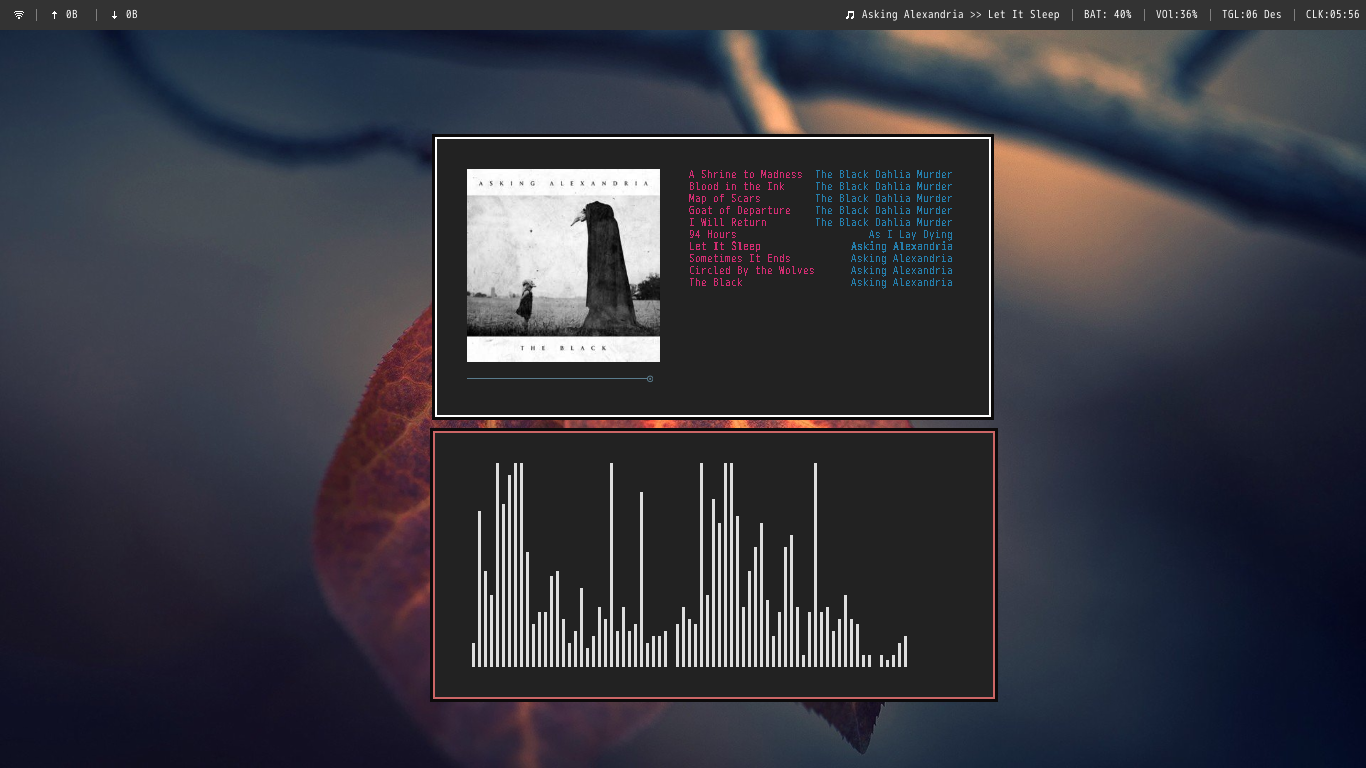 0B 0B Asking Alexandria >> Let It Sleep BAT: 40% VOl:36% TGL:06 Des CLK:05:56
ASKING ALEXANDRIA
THE BLACK
A Shrine to Madness The Black Dahlia Murder
Blood in the Ink The Black Dahlia Murder
Map of Scars The Black Dahlia Murder
Goat of Departure The Black Dahlia Murder
I Will Return The Black Dahlia Murder
94 Hours As I Lay Dying
Let It Sleep Asking Alexandria
Sometimes It Ends Asking Alexandria
Circled By the Wolves Asking Alexandria
The Black Asking Alexandria